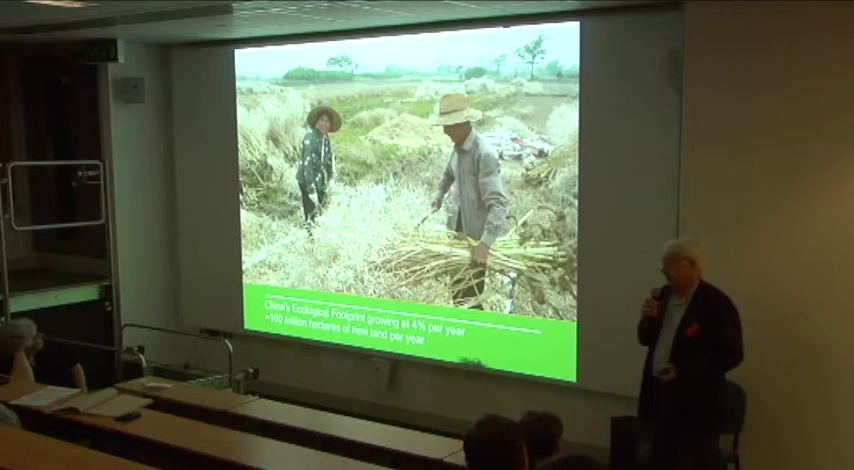 China's Ecological Footprint growing at 4% per year
≈100 million hectares of new land per year